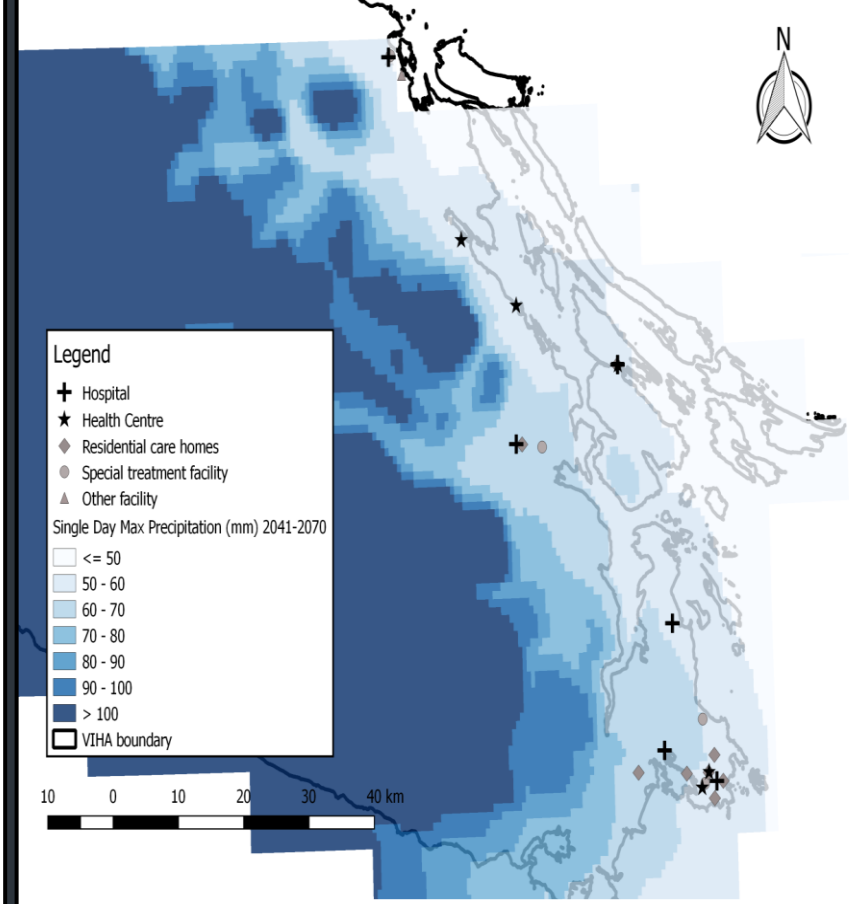 N
Legend
Hospital
Health Centre
Residential care homes
Special treatment facility
Other facility
Single Day Max Precipitation (mm) 2041-2070
<= 50
50 - 60
60 - 70
70 - 80
80 - 90
90 - 100
> 100
VIHA boundary
10 0 10 20 30 40 km